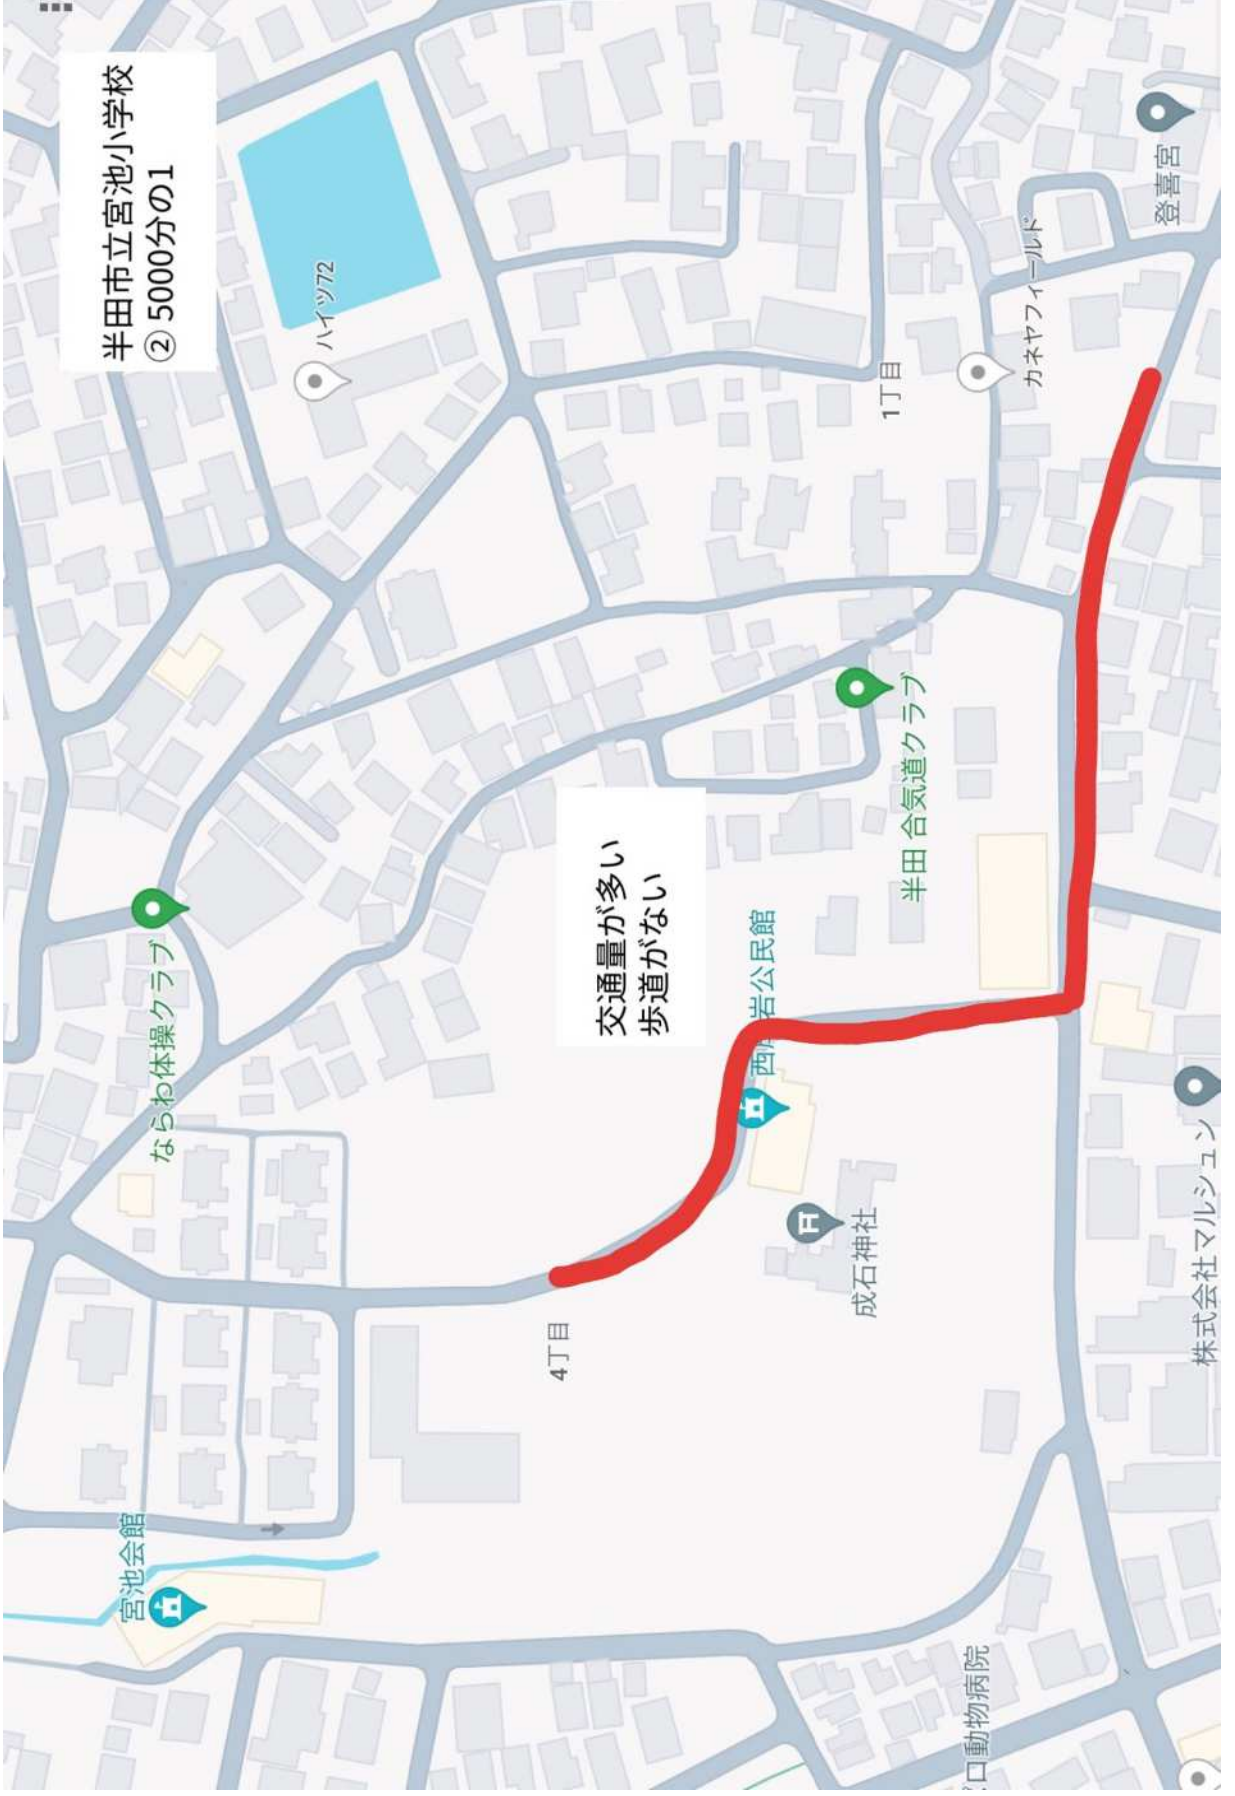 半田市立宮池小学校
② 5000分の1
ハイツ72
登喜宮
カネヤフィールド
1丁目
ならわ体操クラブ
交通量が多い
歩道がない
半田 合気道クラブ
岩公民館
成石神社
4丁目
株式会社マルシュン
宮池会館
口動物病院